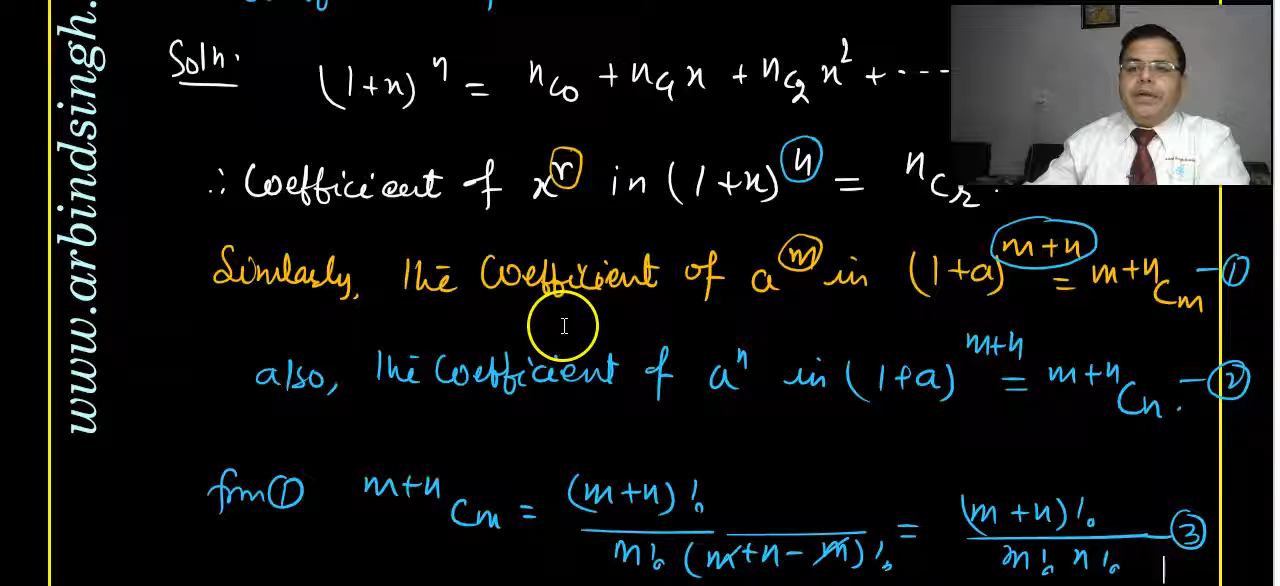 www.arbindsingh.
Soln. (1+x)^n = nC0 + nC1 x + nC2 x^2 + ----
∴ Coefficient of x^r in (1+x)^n = nCr.
Similarly, the Coefficient of a^m in (1+a)^m+n = m+nCm - ①
also, the Coefficient of a^n in (1+a)^m+n = m+nCn. - ②
from ① m+nCm = (m+n)! / m! (m+n-m)! = (m+n)! / m! n! - ③